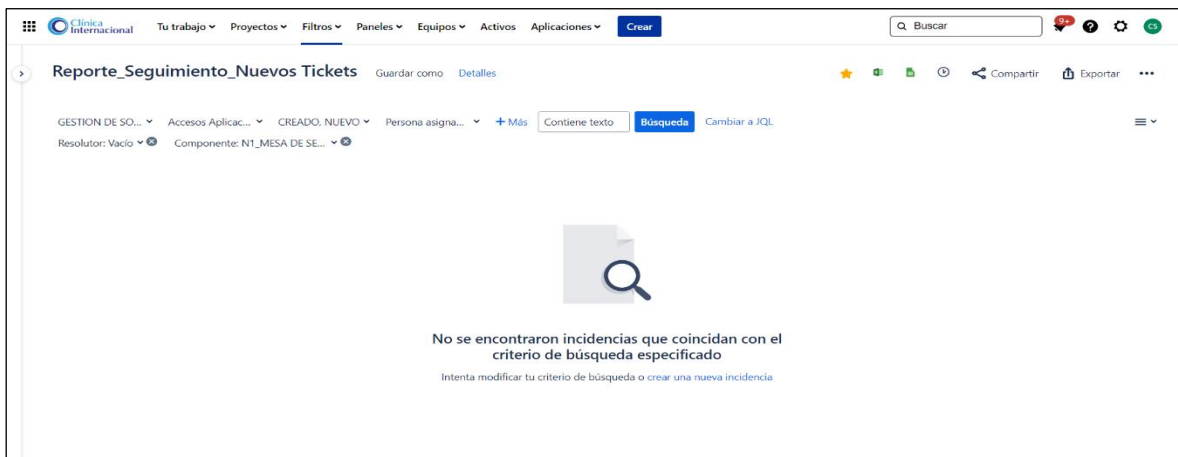 Clínica Internacional Tu trabajo Proyectos Filtros Paneles Equipos Activos Aplicaciones Crear Buscar 9+ CS
Reporte_Seguimiento_Nuevos Tickets Guardar como Detalles Compartir Exportar
GESTION DE SO... Accesos Aplicac... CREADO, NUEVO Persona asigna... + Más Contiene texto Búsqueda Cambiar a JQL
Resolutor: Vacío Componente: N1_MESA DE SE...
No se encontraron incidencias que coincidan con el
criterio de búsqueda especificado
Intenta modificar tu criterio de búsqueda o crear una nueva incidencia